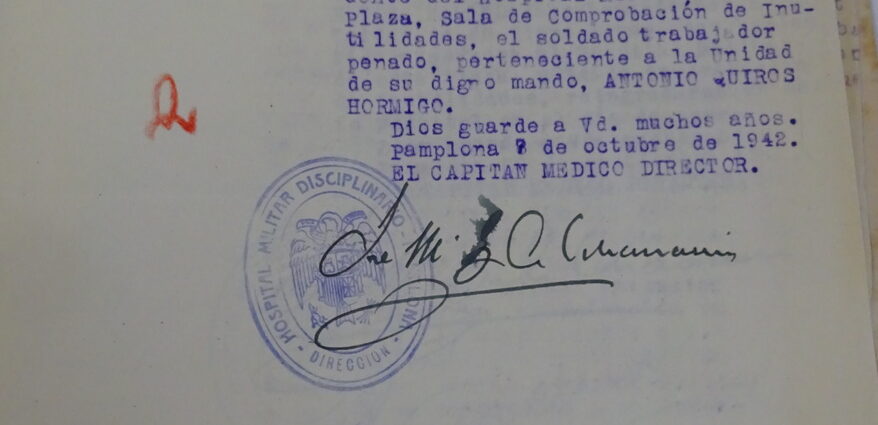 Plaza, Sala de Comprobación de Inu-
tilidades, el soldado trabajador
penado, perteneciente a la Unidad
de su digno mando, ANTONIO QUIROS
HORMIGO.
Dios guarde a Vd. muchos años.
Pamplona 7 de octubre de 1942.
EL CAPITAN MEDICO DIRECTOR.
HOSPITAL MILITAR DISCIPLINARIO
DIRECCION